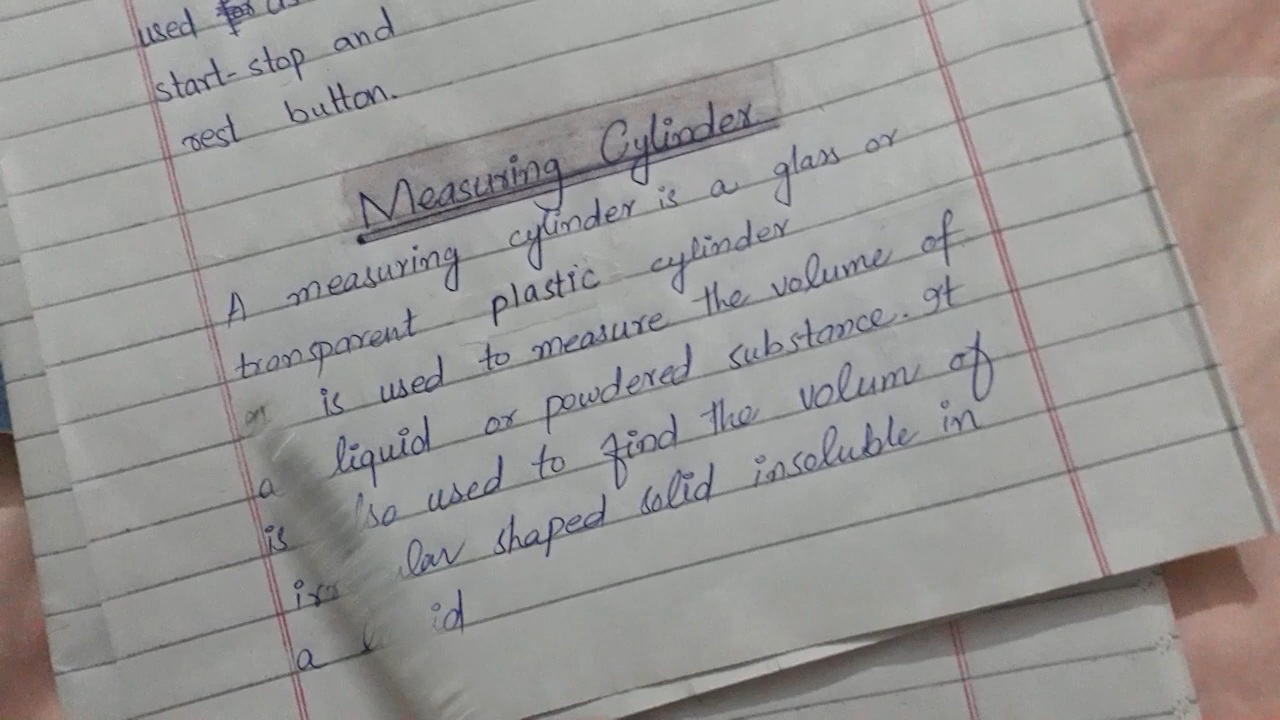 used for
start-stop and
rest button.
Measuring Cylinder
A measuring cylinder is a glass or
transparent plastic cylinder
is used to measure the volume of
a liquid or powdered substance. It
is also used to find the volum of
shaped solid insoluble in
a